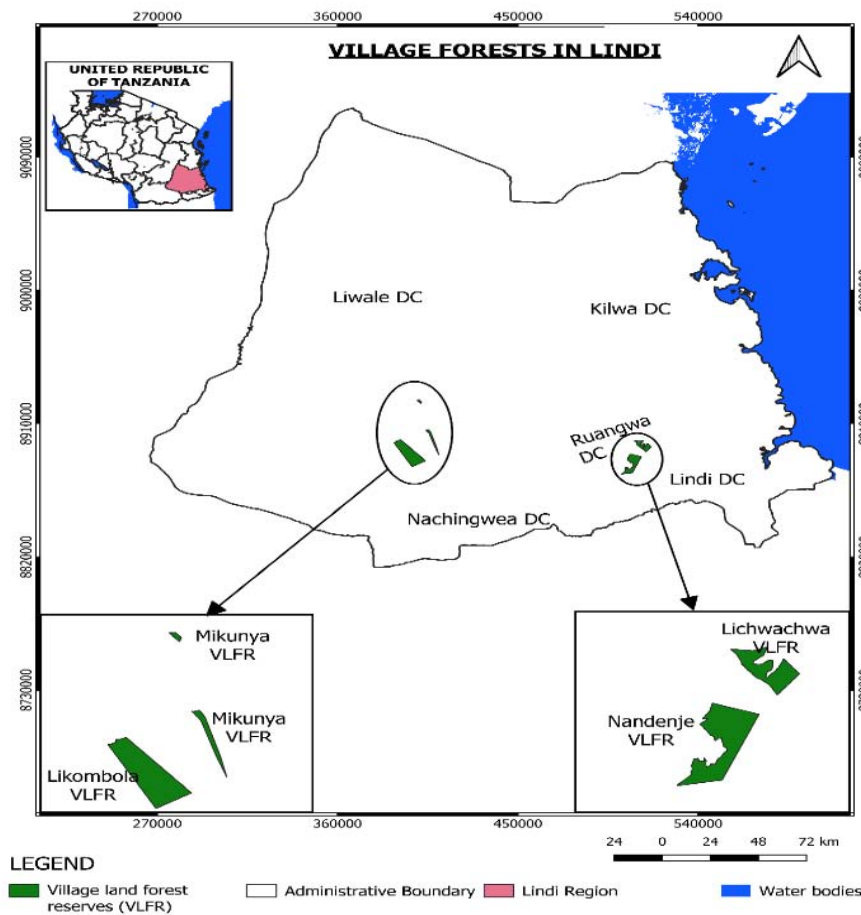 270000 360000 450000 540000
VILLAGE FORESTS IN LINDI
UNITED REPUBLIC
OF TANZANIA
9090000
9000000
8910000
8820000
8730000
9090000
8910000
Liwale DC
Kilwa DC
Ruangwa
DC
Lindi DC
Nachingwea DC
Mikunya
VLFR
Mikunya
VLFR
Likombola
VLFR
Lichwachwa
VLFR
Nandenje
VLFR
270000 360000 450000 540000
24 0 24 48 72 km
LEGEND
Village land forest
reserves (VLFR)
Administrative Boundary
Lindi Region
Water bodies